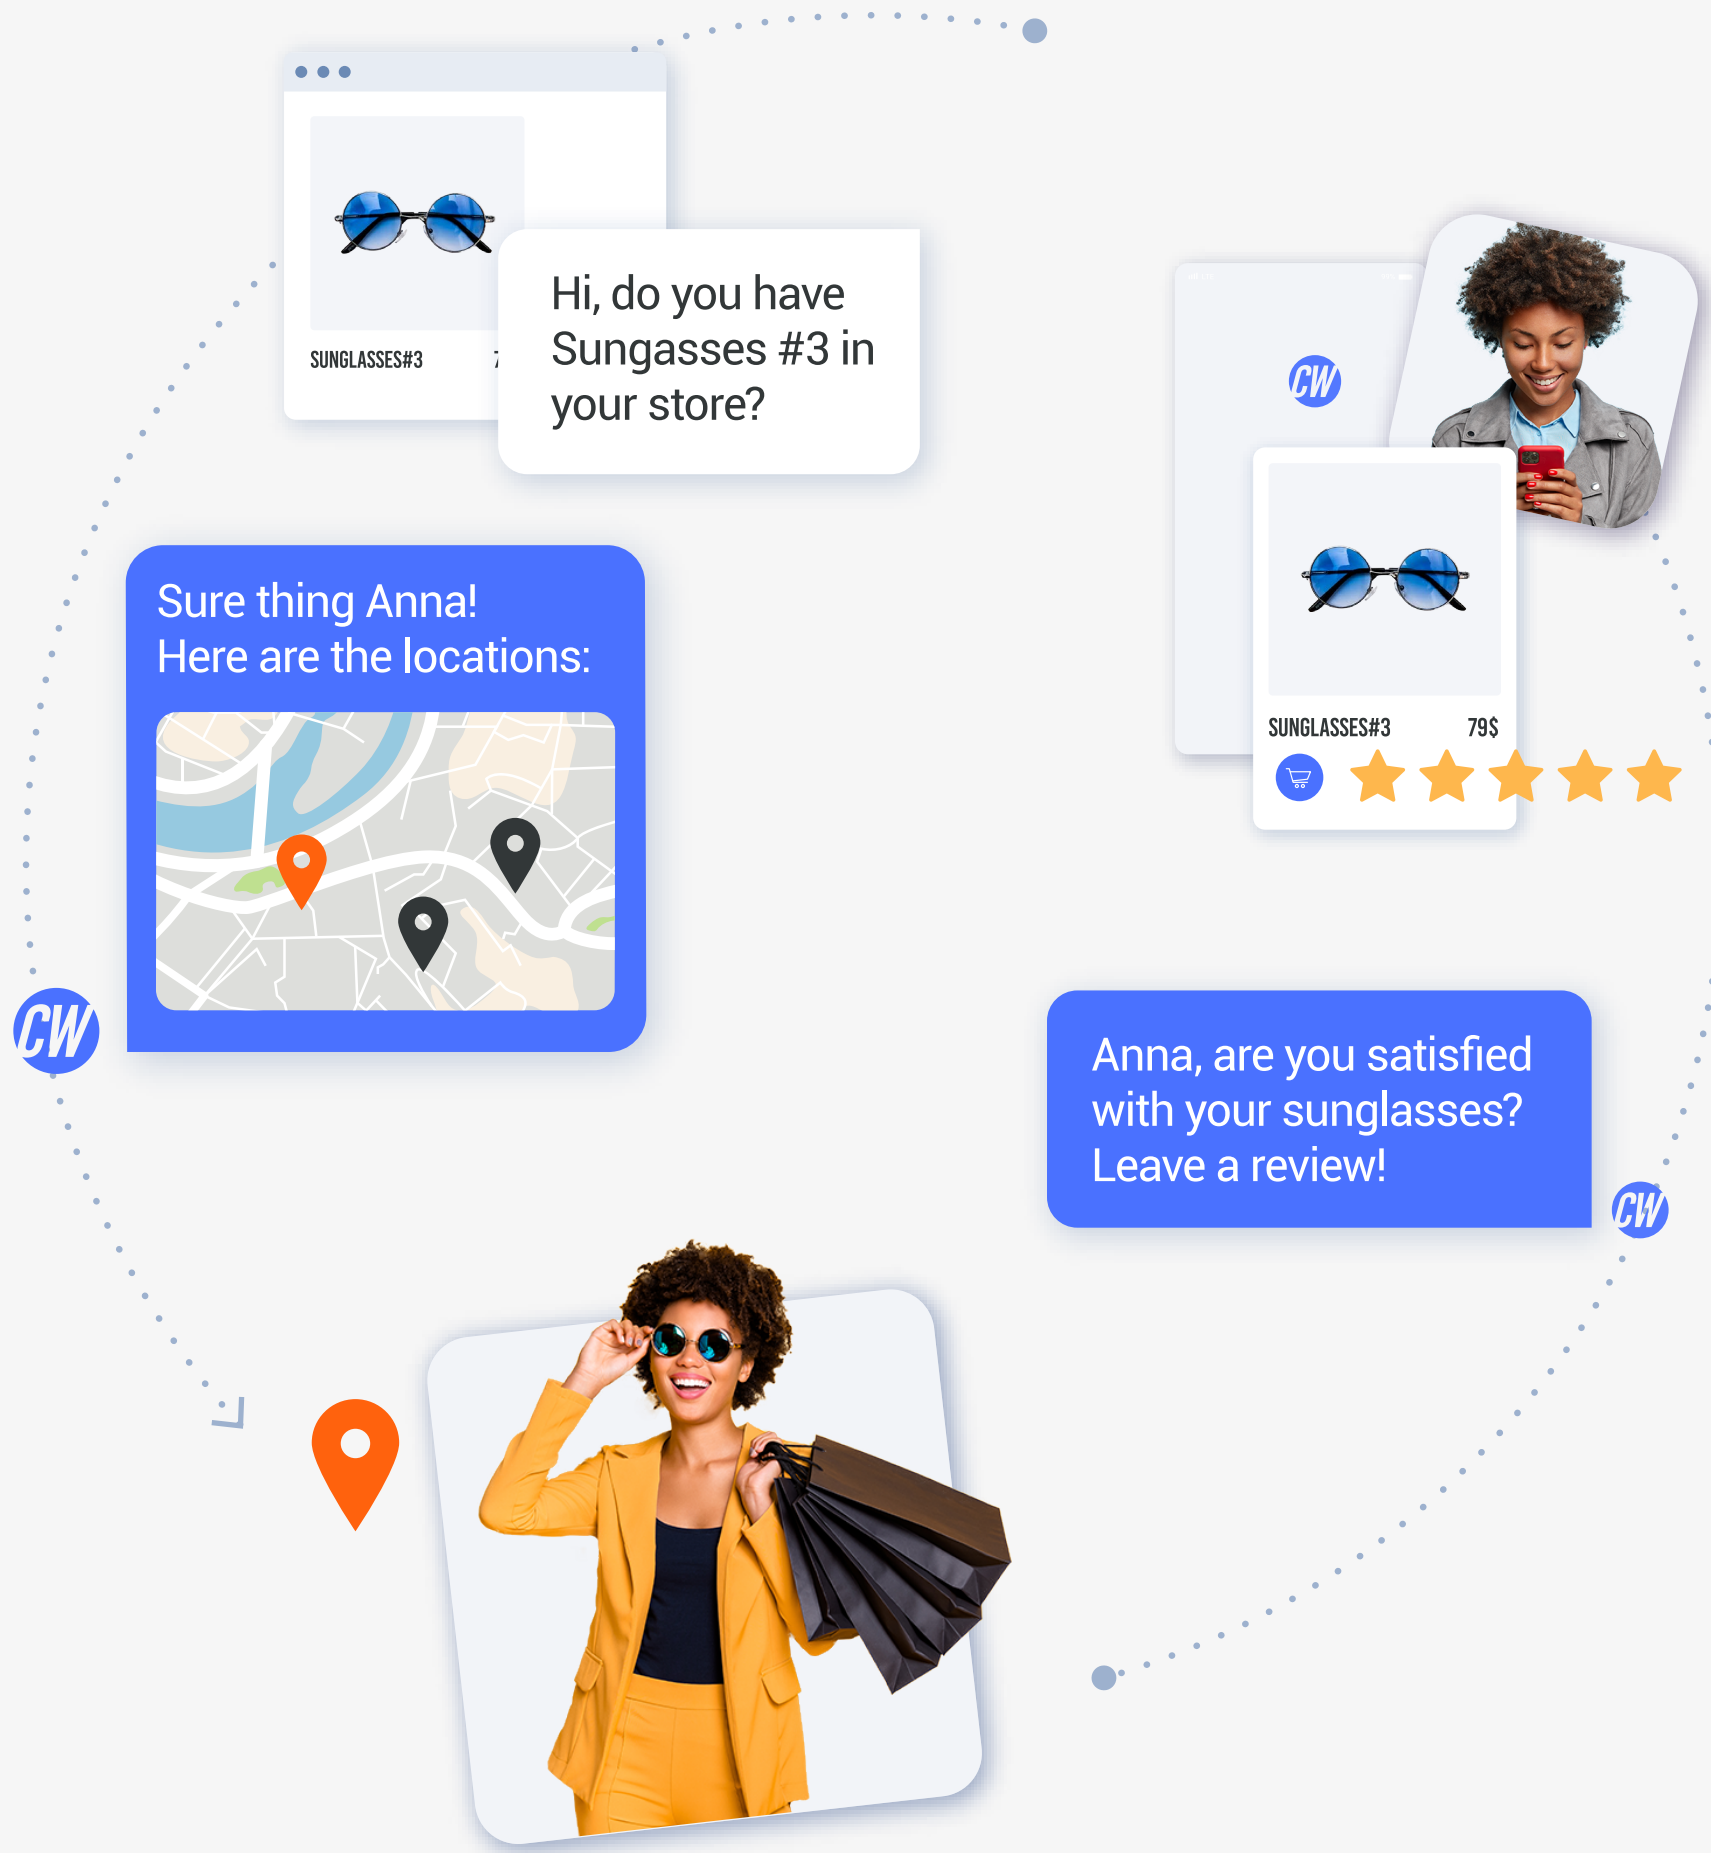 SUNGLASSES#3
Hi, do you have
Sungasses #3 in
your store?
Sure thing Anna!
Here are the locations:
CW
CW
SUNGLASSES#3 79$
Anna, are you satisfied
with your sunglasses?
Leave a review!
CW